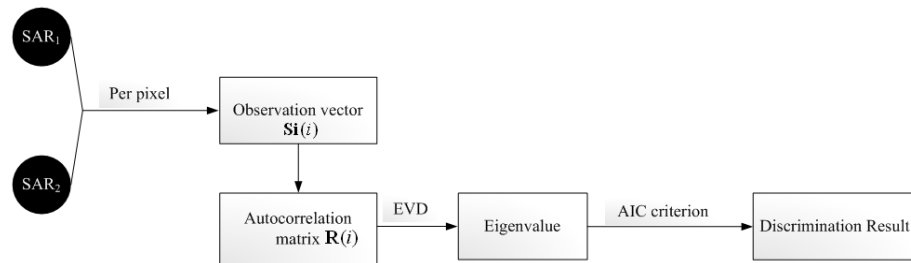 SAR₁
Per pixel
Observation vector
Si(i)
SAR₂
Autocorrelation
matrix R(i)
EVD
Eigenvalue
AIC criterion
Discrimination Result